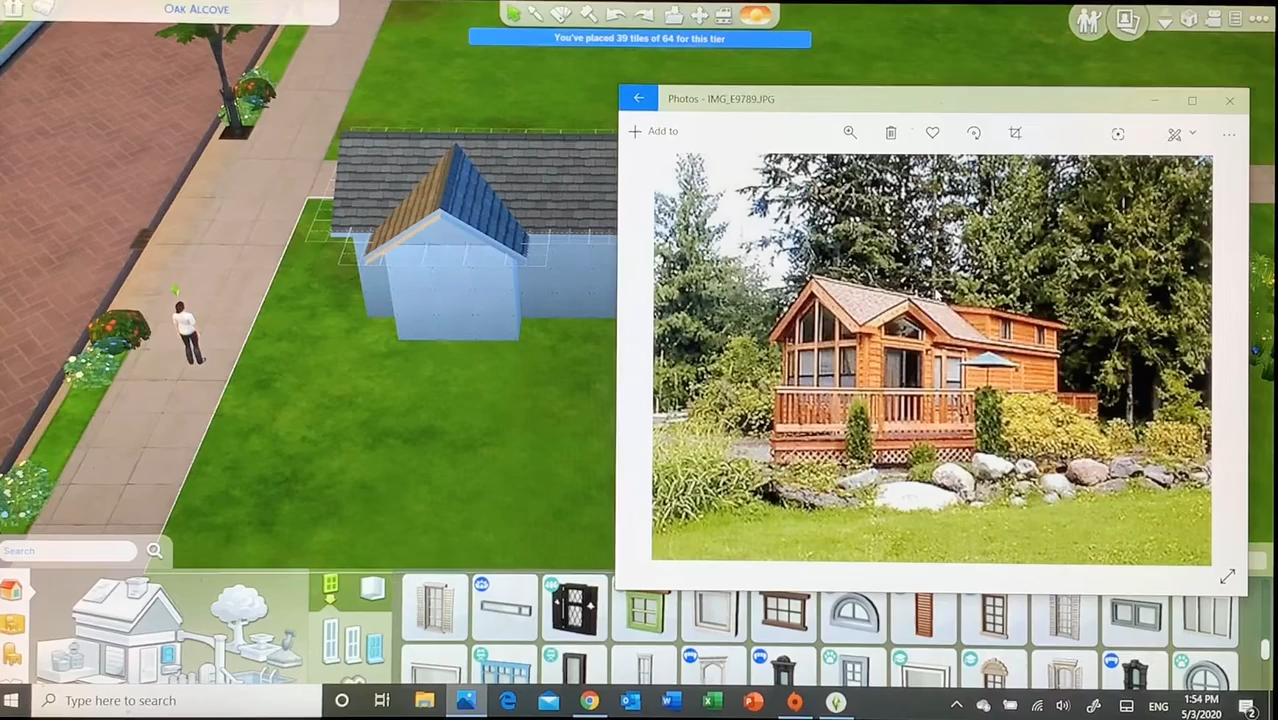 OAK ALCOVE
You've placed 39 tiles of 64 for this tier
Photos - IMG_E9789.JPG
Add to
Search
Type here to search
ENG
1:54 PM
5/3/2020
2